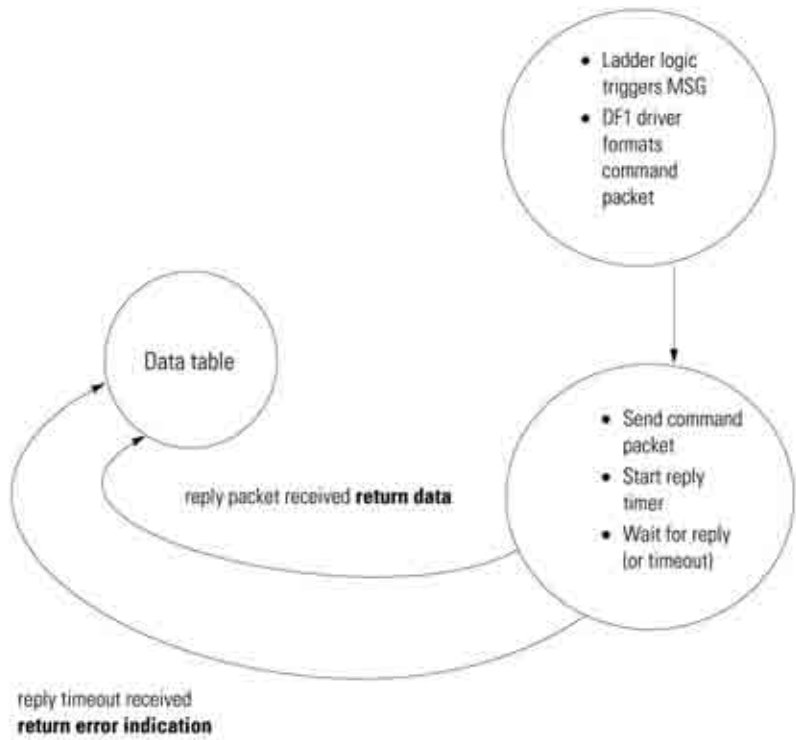 • Ladder logic
triggers MSG
• DF1 driver
formats
command
packet
Data table
• Send command
packet
• Start reply
timer
• Wait for reply
(or timeout)
reply packet received return data
reply timeout received
return error indication